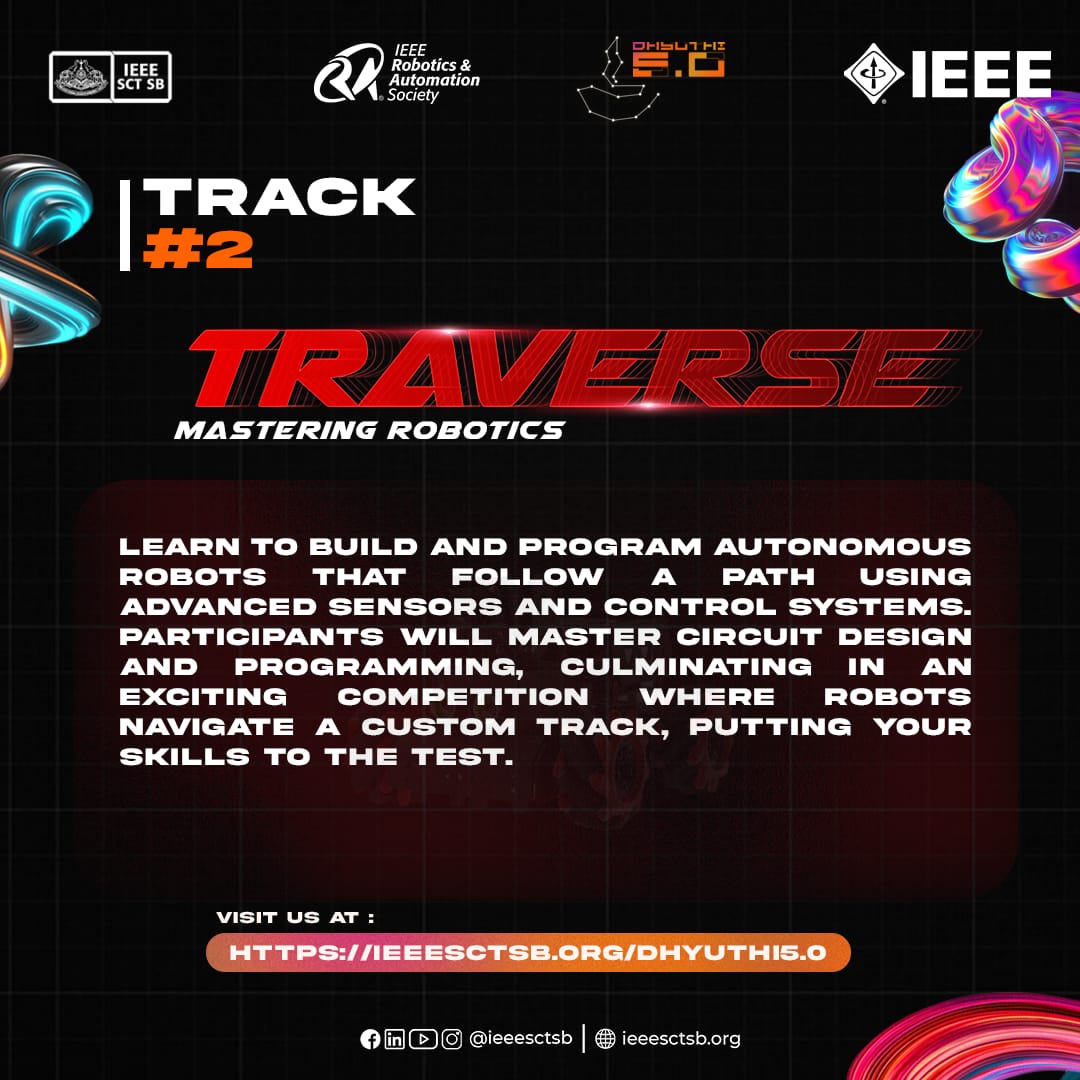 IEEE
SCT SB
IEEE
Robotics &
Automation
Society
DHYUTHI
5.0
IEEE
TRACK
#2
TRAVERSE
MASTERING ROBOTICS
LEARN TO BUILD AND PROGRAM AUTONOMOUS
ROBOTS THAT FOLLOW A PATH USING
ADVANCED SENSORS AND CONTROL SYSTEMS.
PARTICIPANTS WILL MASTER CIRCUIT DESIGN
AND PROGRAMMING, CULMINATING IN AN
EXCITING COMPETITION WHERE ROBOTS
NAVIGATE A CUSTOM TRACK, PUTTING YOUR
SKILLS TO THE TEST.
VISIT US AT :
HTTPS://IEEESCTSB.ORG/DHYUTHI5.0
@ieeesctsb | ieeesctsb.org